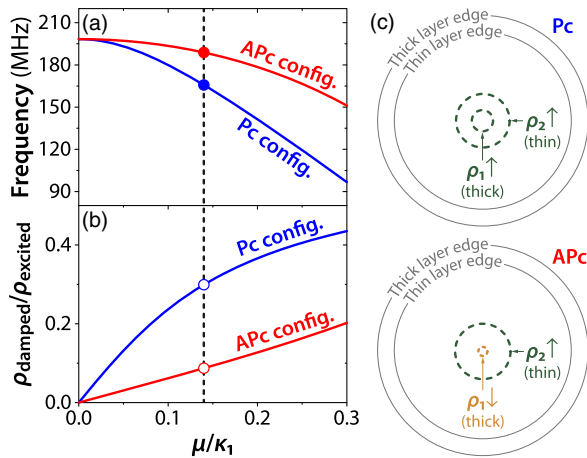 (a)
Frequency (MHz)
210
180
150
120
90
APc config.
Pc config.
(b)
ρdamped/ρexcited
0.4
0.2
0.0
Pc config.
APc config.
0.0
0.1
0.2
0.3
μ/κ1
(c)
Pc
Thick layer edge
Thin layer edge
ρ2↑
(thin)
ρ1↑
(thick)
APc
Thick layer edge
Thin layer edge
ρ2↑
(thin)
ρ1↓
(thick)